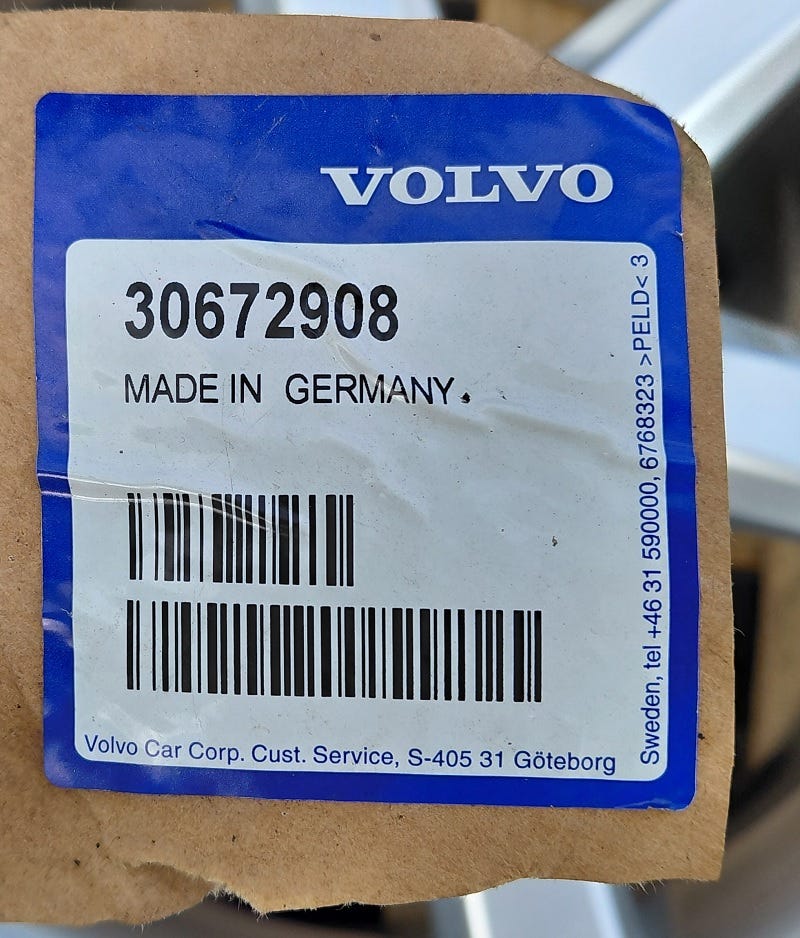 VOLVO
30672908
MADE IN GERMANY
Volvo Car Corp. Cust. Service, S-405 31 Göteborg
Sweden, tel +46 31 590000, 6768323 >PELD< 3